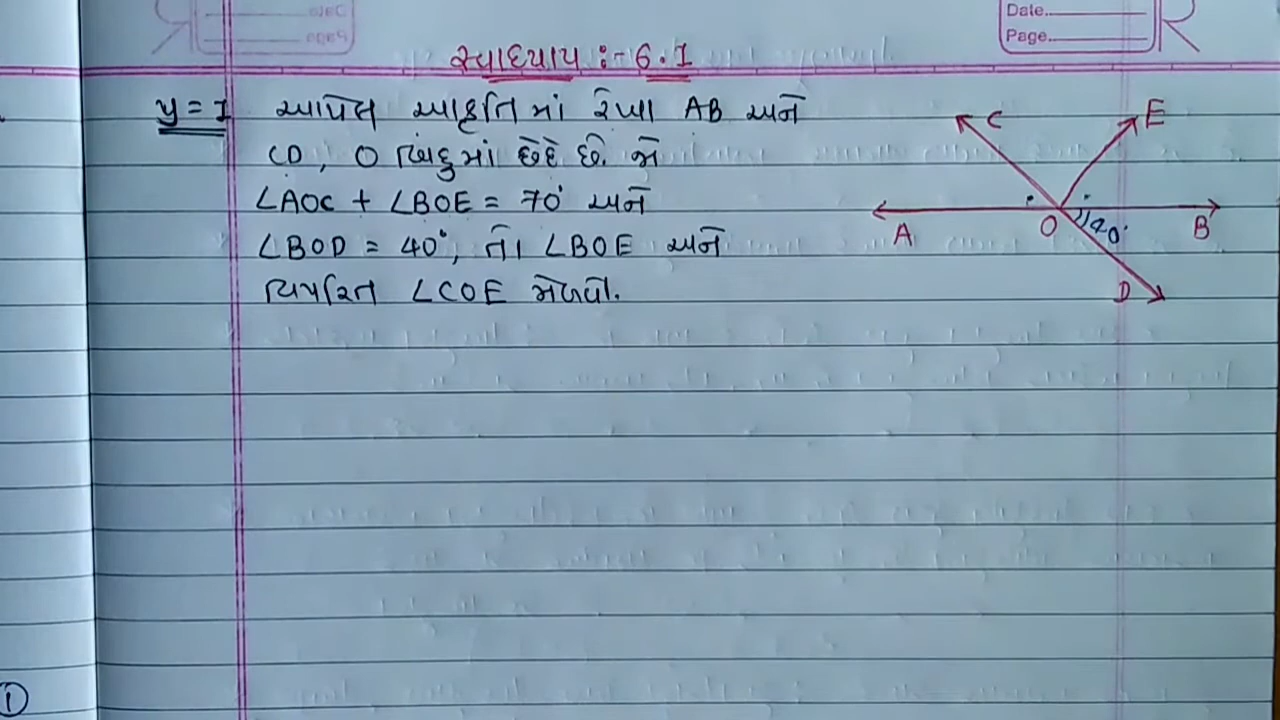 Date
Page
સ્વાધ્યાય :- 6.1
પ્ર = 1 આપેલ આકૃતિ માં રેખા AB અને
CD, O બિંદુમાં છેદે છે. જો
∠AOC + ∠BOE = 70° અને
∠BOD = 40°, તો ∠BOE અને
વિપરિત ∠COE મેળવો.
C
E
A
O
40°
B
D
1